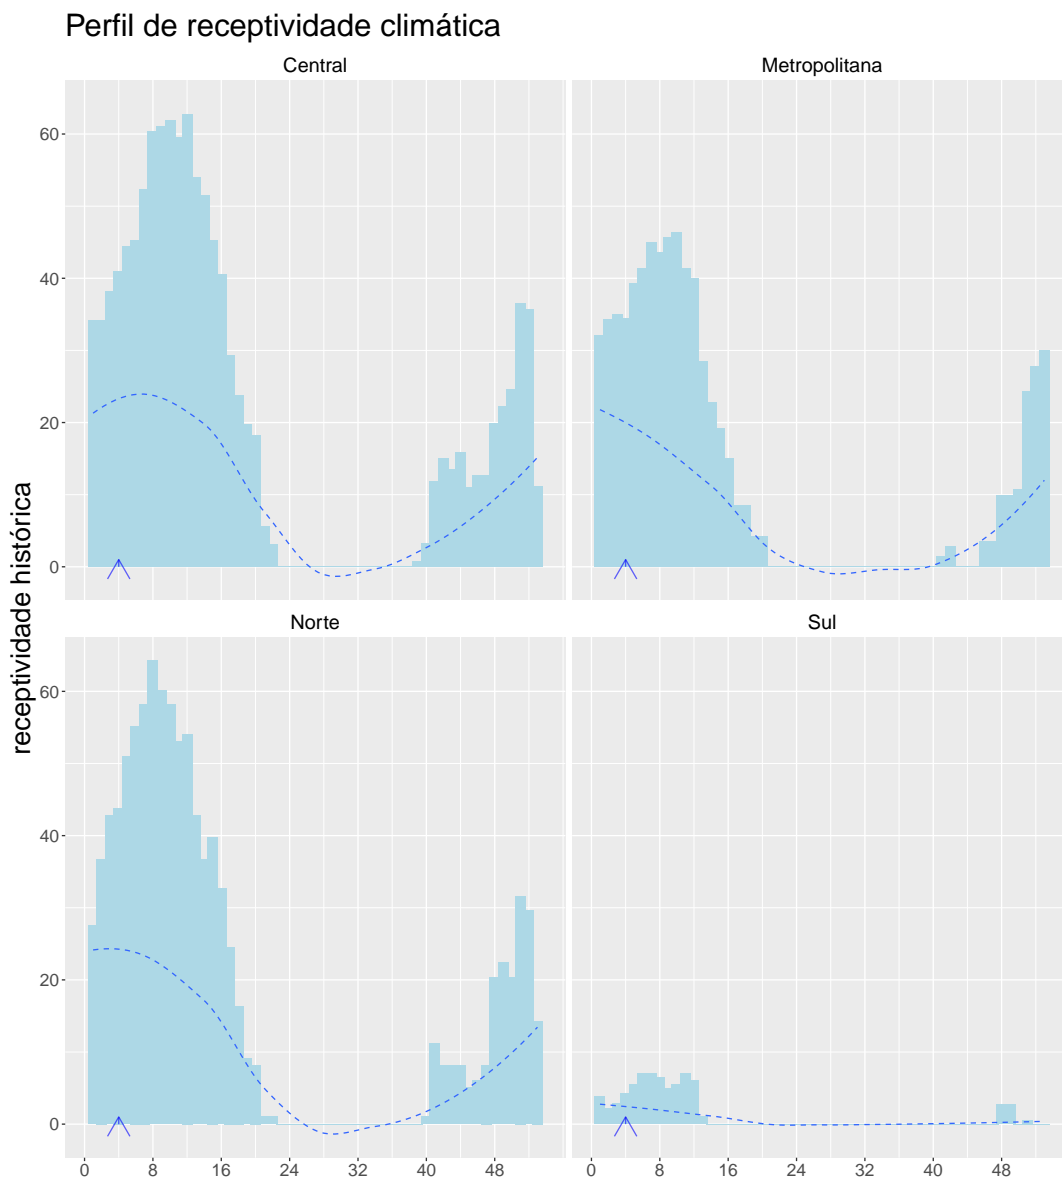 Perfil de receptividade climática
Central
Metropolitana
60
40
20
0
Norte
Sul
receptividade histórica
60
40
20
0
0 8 16 24 32 40 48
0 8 16 24 32 40 48